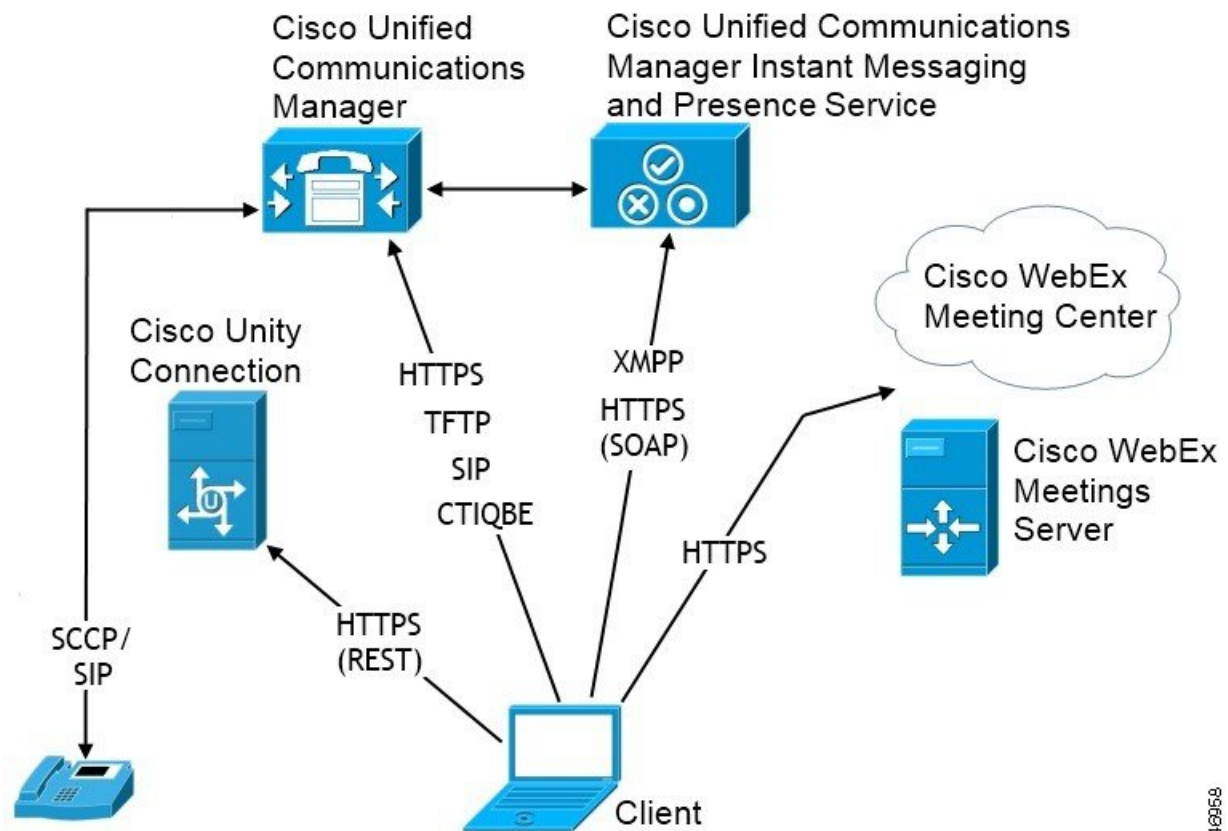 Cisco Unified
Communications
Manager
Cisco Unified Communications
Manager Instant Messaging
and Presence Service
Cisco WebEx
Meeting Center
Cisco Unity
Connection
HTTPS
TFTP
SIP
CTIQBE
XMPP
HTTPS
(SOAP)
Cisco WebEx
Meetings
Server
U
HTTPS
HTTPS
(REST)
SCCP/
SIP
Client